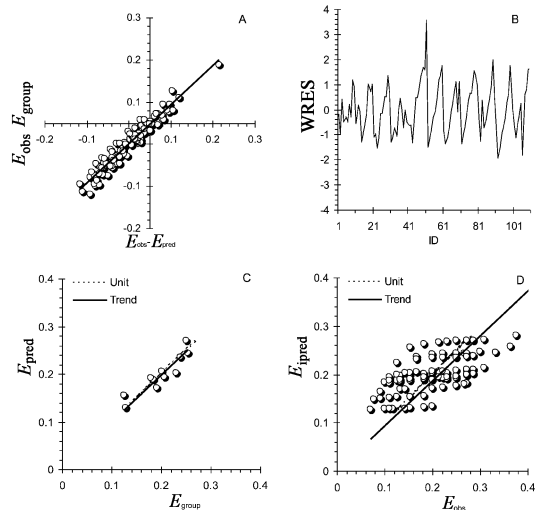 A
0.3
0.2
0.1
-0.2 -0.1 0.1 0.2 0.3
-0.1
-0.2
Eobs Egroup
Eobs-Epred
B
4
3
2
1
0
-1
-2
-3
-4
1 21 41 61 81 101
WRES
ID
C
Unit
Trend
0.4
0.3
0.2
0.1
0
0 0.1 0.2 0.3 0.4
Epred
Egroup
D
Unit
Trend
0.4
0.3
0.2
0.1
0
0 0.1 0.2 0.3 0.4
Eipred
Eobs